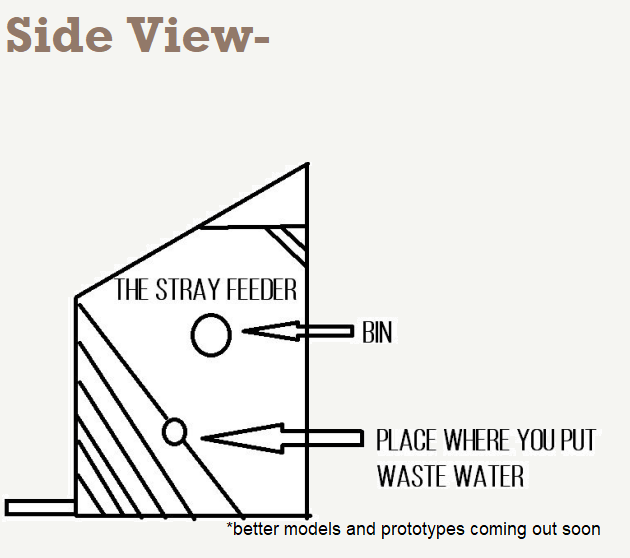 Side View-
THE STRAY FEEDER
BIN
PLACE WHERE YOU PUT
WASTE WATER
*better models and prototypes coming out soon